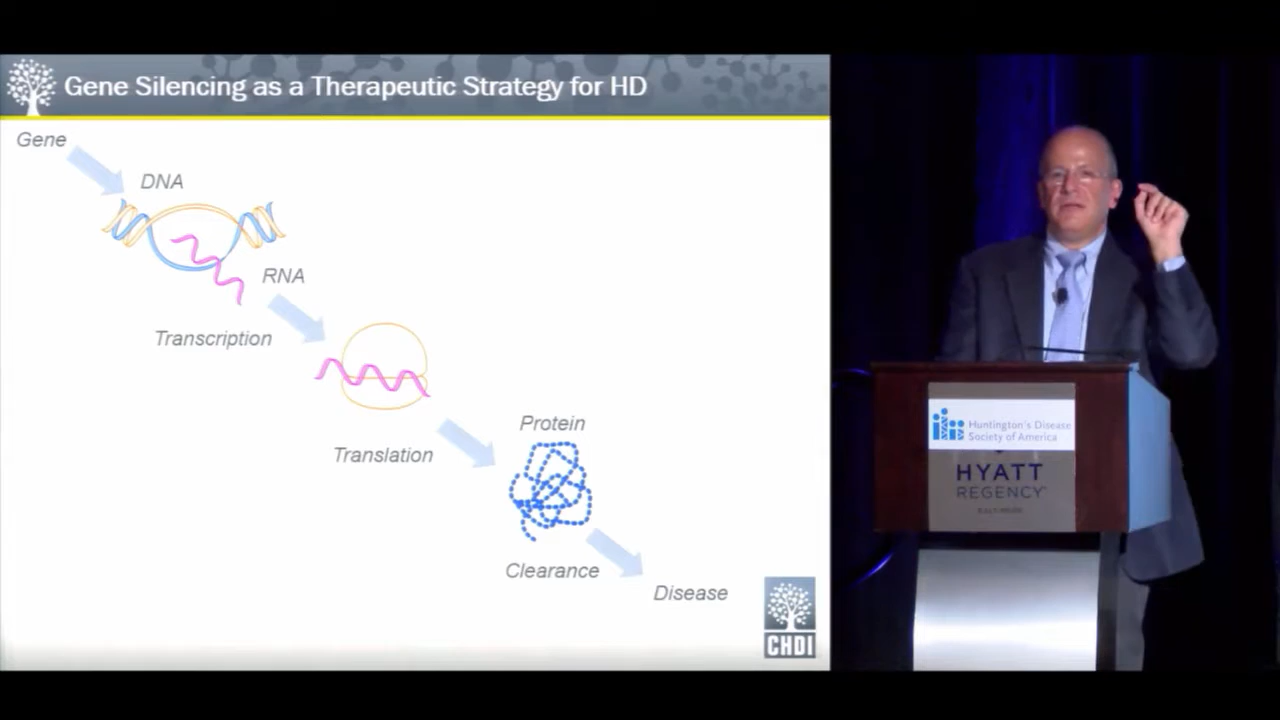 Gene Silencing as a Therapeutic Strategy for HD
Gene
DNA
RNA
Transcription
Translation
Protein
Clearance
Disease
CHDI
Huntington's Disease
Society of America
HYATT
REGENCY